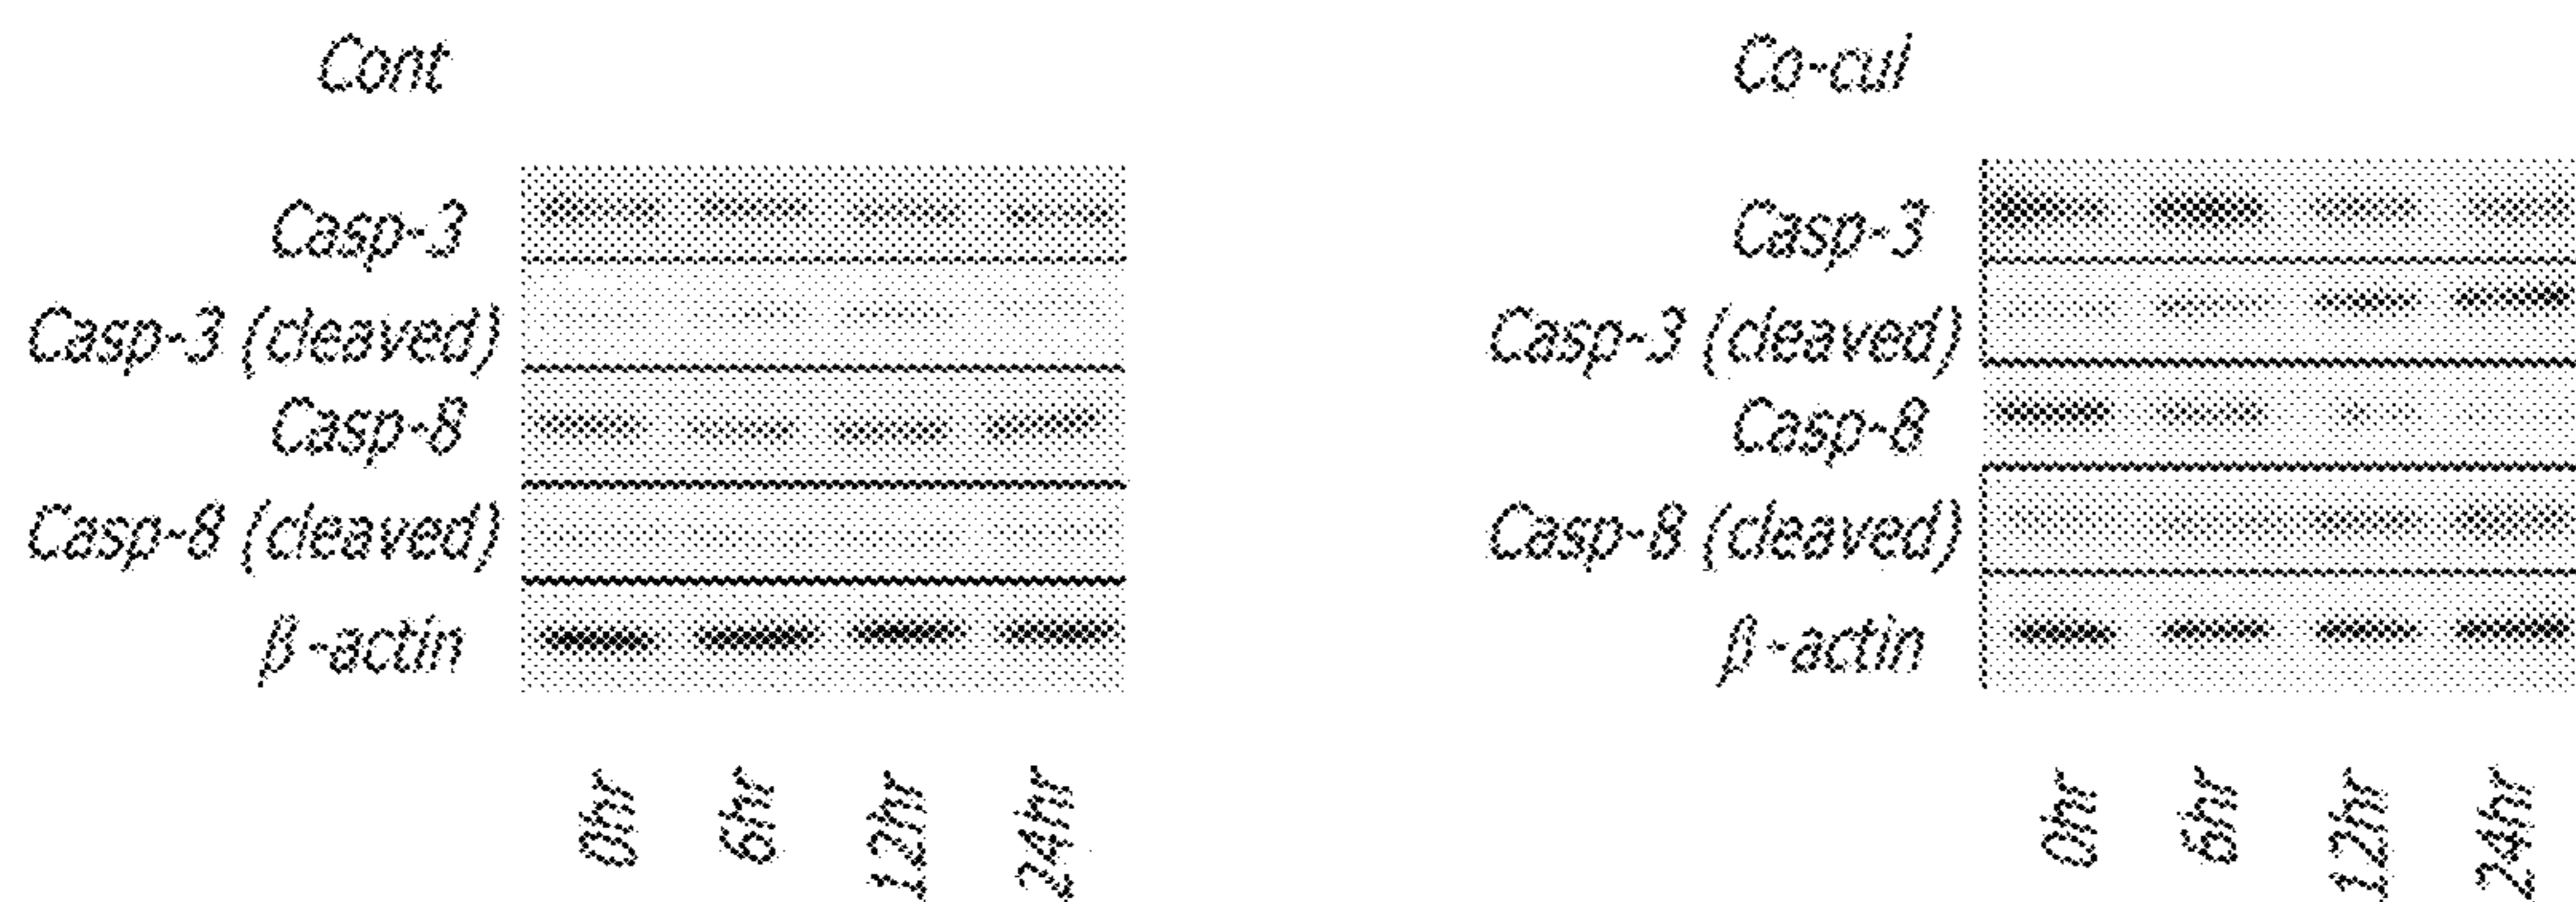 Cont
Casp-3
Casp-3 (cleaved)
Casp-8
Casp-8 (cleaved)
β-actin
0hr 6hr 12hr 24hr
Co-cul
Casp-3
Casp-3 (cleaved)
Casp-8
Casp-8 (cleaved)
β-actin
0hr 6hr 12hr 24hr